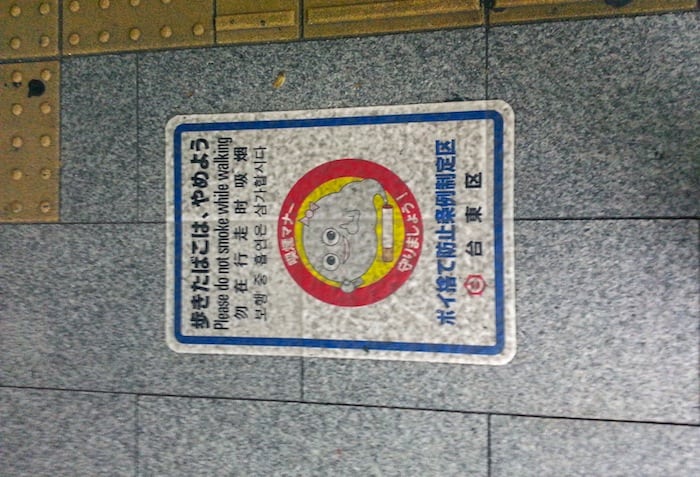 歩きたばこは、やめよう
Please do not smoke while walking
勿在行走时吸烟
보행 중 흡연은 삼가합시다
喫煙マナー
守りましょう!
ポイ捨て防止条例制定区
台東区